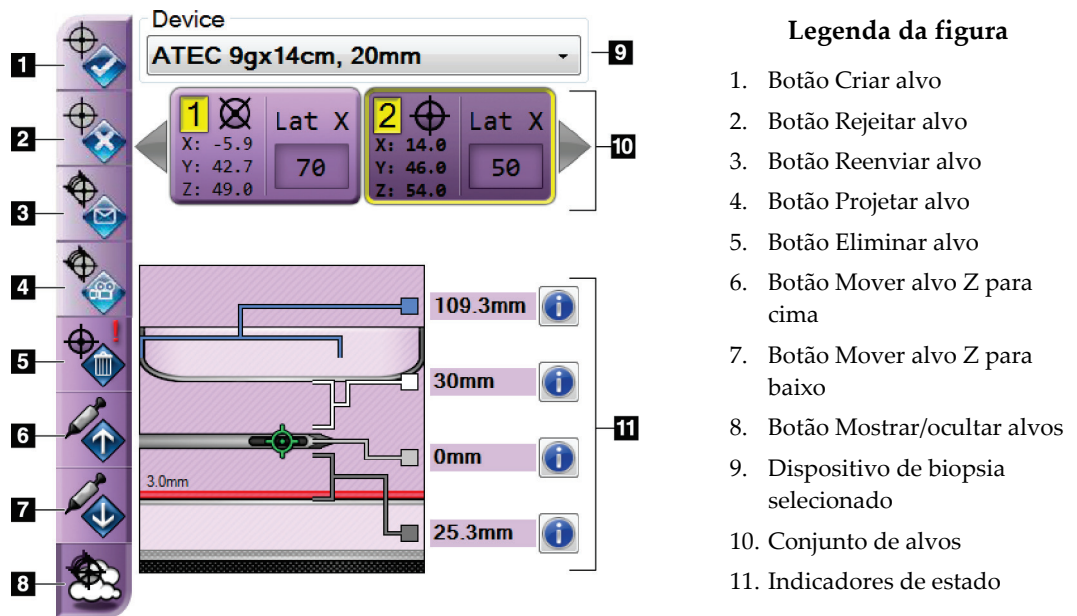 Device
ATEC 9gx14cm, 20mm
1
2
3
4
5
6
7
8
9
10
11
1
X: -5.9
Y: 42.7
Z: 49.0
Lat X
70
2
X: 14.0
Y: 46.0
Z: 54.0
Lat X
50
109.3mm
30mm
0mm
3.0mm
25.3mm
Legenda da figura
1. Botão Criar alvo
2. Botão Rejeitar alvo
3. Botão Reenviar alvo
4. Botão Projetar alvo
5. Botão Eliminar alvo
6. Botão Mover alvo Z para
cima
7. Botão Mover alvo Z para
baixo
8. Botão Mostrar/ocultar alvos
9. Dispositivo de biopsia
selecionado
10. Conjunto de alvos
11. Indicadores de estado